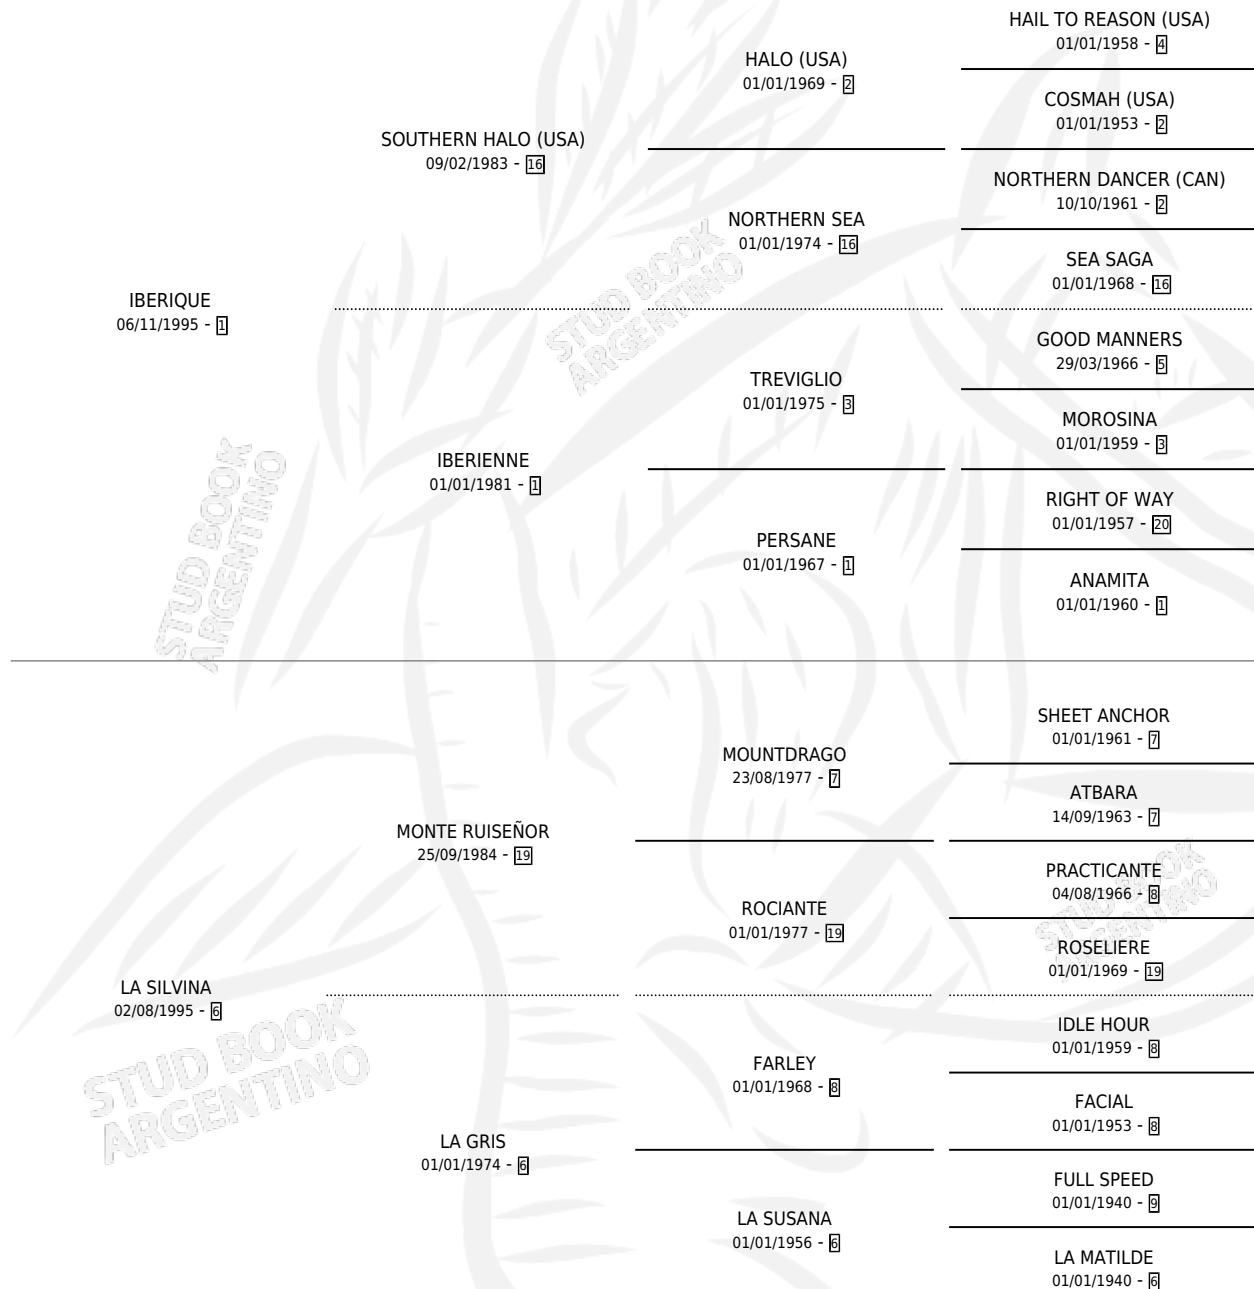 HAIL TO REASON (USA)
01/01/1958 - 4
HALO (USA)
01/01/1969 - 2
COSMAH (USA)
01/01/1953 - 2
SOUTHERN HALO (USA)
09/02/1983 - 16
NORTHERN DANCER (CAN)
10/10/1961 - 2
NORTHERN SEA
01/01/1974 - 16
SEA SAGA
01/01/1968 - 16
IBERIQUE
06/11/1995 - 1
GOOD MANNERS
29/03/1966 - 5
TREVIGLIO
01/01/1975 - 3
MOROSINA
01/01/1959 - 3
IBERIENNE
01/01/1981 - 1
RIGHT OF WAY
01/01/1957 - 20
PERSANE
01/01/1967 - 1
ANAMITA
01/01/1960 - 1
STUD BOOK
ARGENTINO
STUD BOOK
ARGENTINO
SHEET ANCHOR
01/01/1961 - 7
MOUNTDRAGO
23/08/1977 - 7
ATBARA
14/09/1963 - 7
MONTE RUISEÑOR
25/09/1984 - 19
PRACTICANTE
04/08/1966 - 8
ROCIANTE
01/01/1977 - 19
ROSELIERE
01/01/1969 - 19
STUD BOOK
ARGENTINO
LA SILVINA
02/08/1995 - 6
IDLE HOUR
01/01/1959 - 8
FARLEY
01/01/1968 - 8
FACIAL
01/01/1953 - 8
STUD BOOK
ARGENTINO
LA GRIS
01/01/1974 - 6
FULL SPEED
01/01/1940 - 9
LA SUSANA
01/01/1956 - 6
LA MATILDE
01/01/1940 - 6